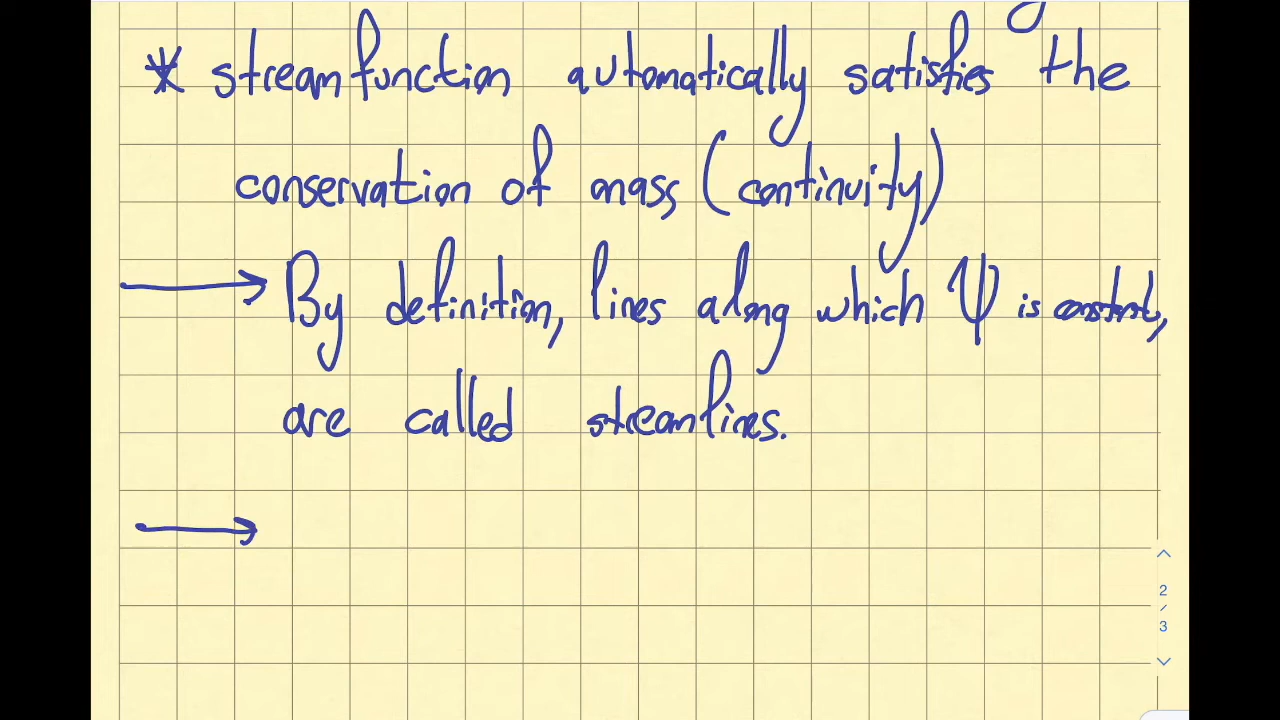 * streamfunction automatically satisfies the
conservation of mass (continuity)
→ By definition, lines along which Ψ is constant,
are called streamlines.
→
2
/
3